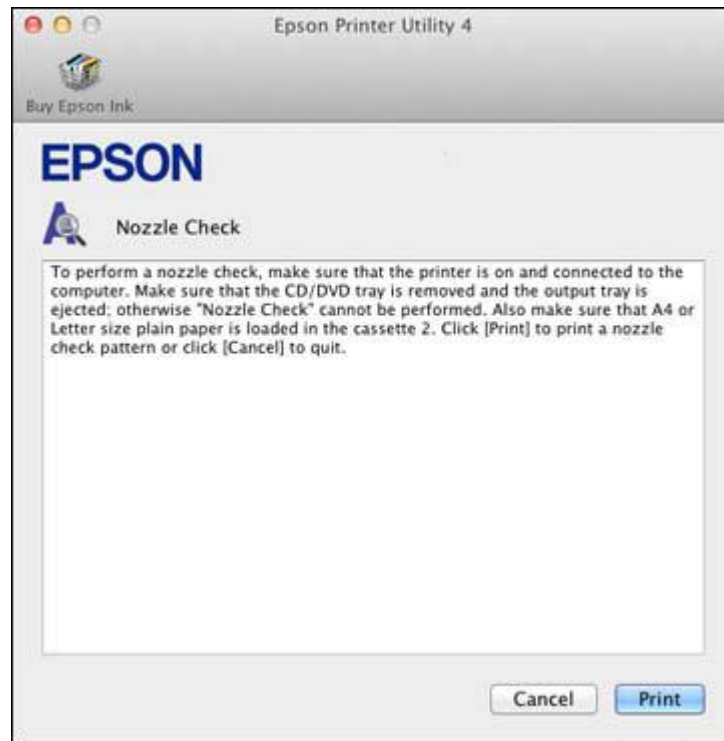 Epson Printer Utility 4
Buy Epson Ink
EPSON
Nozzle Check
To perform a nozzle check, make sure that the printer is on and connected to the
computer. Make sure that the CD/DVD tray is removed and the output tray is
ejected; otherwise "Nozzle Check" cannot be performed. Also make sure that A4 or
Letter size plain paper is loaded in the cassette 2. Click [Print] to print a nozzle
check pattern or click [Cancel] to quit.
Cancel Print